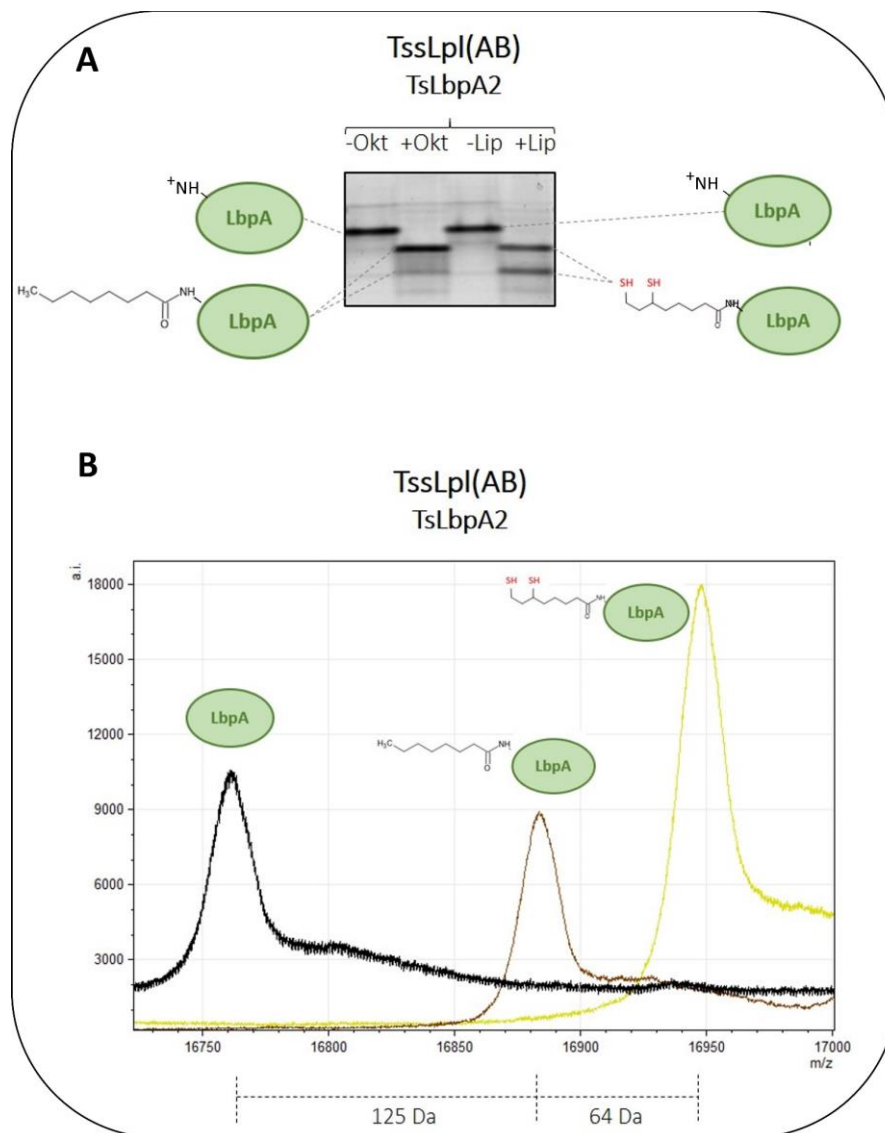 A
TssLpl(AB)
TsLbpA2
-Okt +Okt -Lip +Lip
+NH
LbpA
+NH
LbpA
H₃C
NH
O
LbpA
SH SH
NH
O
LbpA
B
TssLpl(AB)
TsLbpA2
a.i.
18000
15000
12000
9000
6000
3000
SH SH
NH
O
LbpA
LbpA
H₃C
NH
O
LbpA
16750 16800 16850 16900 16950 17000
m/z
125 Da 64 Da